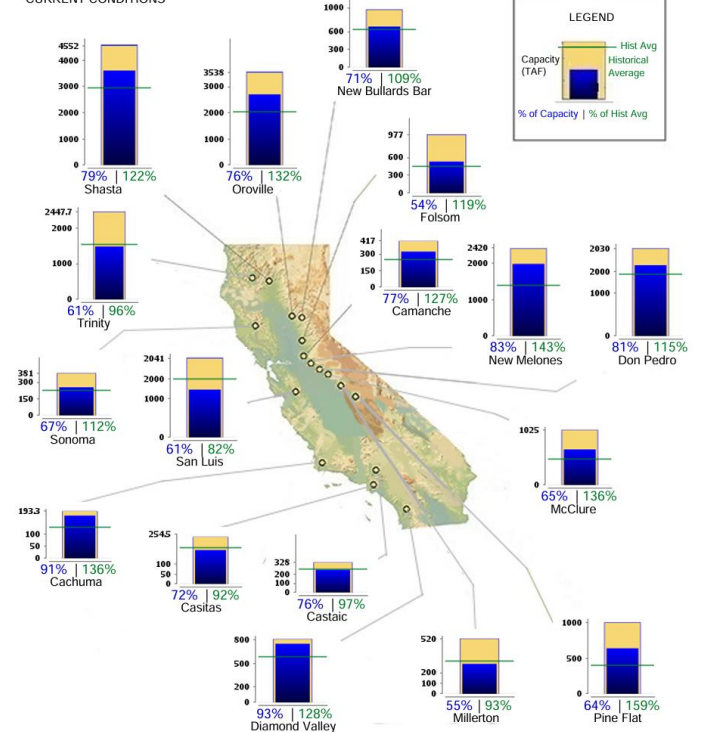 CURRENT CONDITIONS
LEGEND
Hist Avg
Capacity
(TAF)
Historical
Average
% of Capacity | % of Hist Avg
1000
600
300
0
71% | 109%
New Bullards Bar
4552
4000
3000
2000
1000
0
79% | 122%
Shasta
3538
3000
2000
1000
0
76% | 132%
Oroville
977
600
300
0
54% | 119%
Folsom
2447.7
2000
1000
0
61% | 96%
Trinity
417
300
150
0
77% | 127%
Camanche
2420
2000
1000
0
83% | 143%
New Melones
2030
2000
1000
0
81% | 115%
Don Pedro
381
300
150
0
67% | 112%
Sonoma
2041
2000
1000
0
61% | 82%
San Luis
1025
0
65% | 136%
McClure
193.3
100
50
0
91% | 136%
Cachuma
254.5
100
50
0
72% | 92%
Casitas
328
200
100
0
76% | 97%
Castaic
800
500
200
0
93% | 128%
Diamond Valley
520
200
100
0
55% | 93%
Millerton
1000
500
0
64% | 159%
Pine Flat